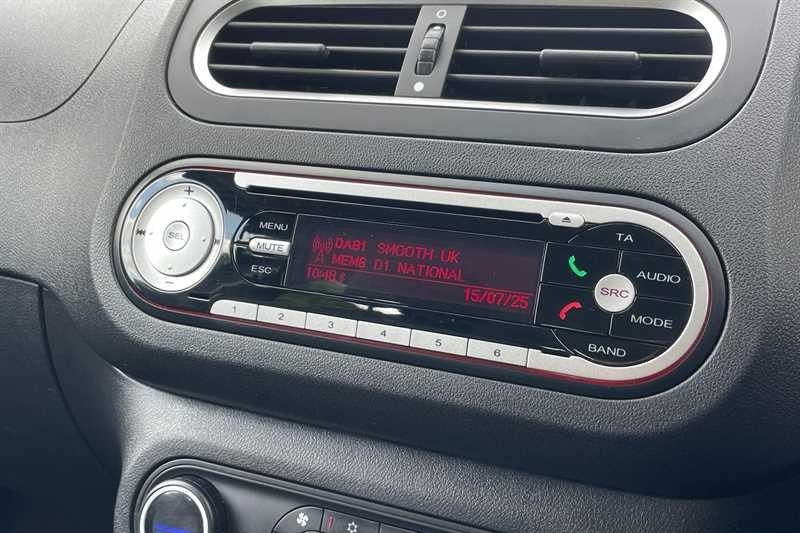 TA
MENU
MUTE
ESC
SEL
DAB1 SMOOTH UK
MEM6 D1 NATIONAL
10:48
15/07/25
AUDIO
SRC
MODE
BAND
1 2 3 4 5 6